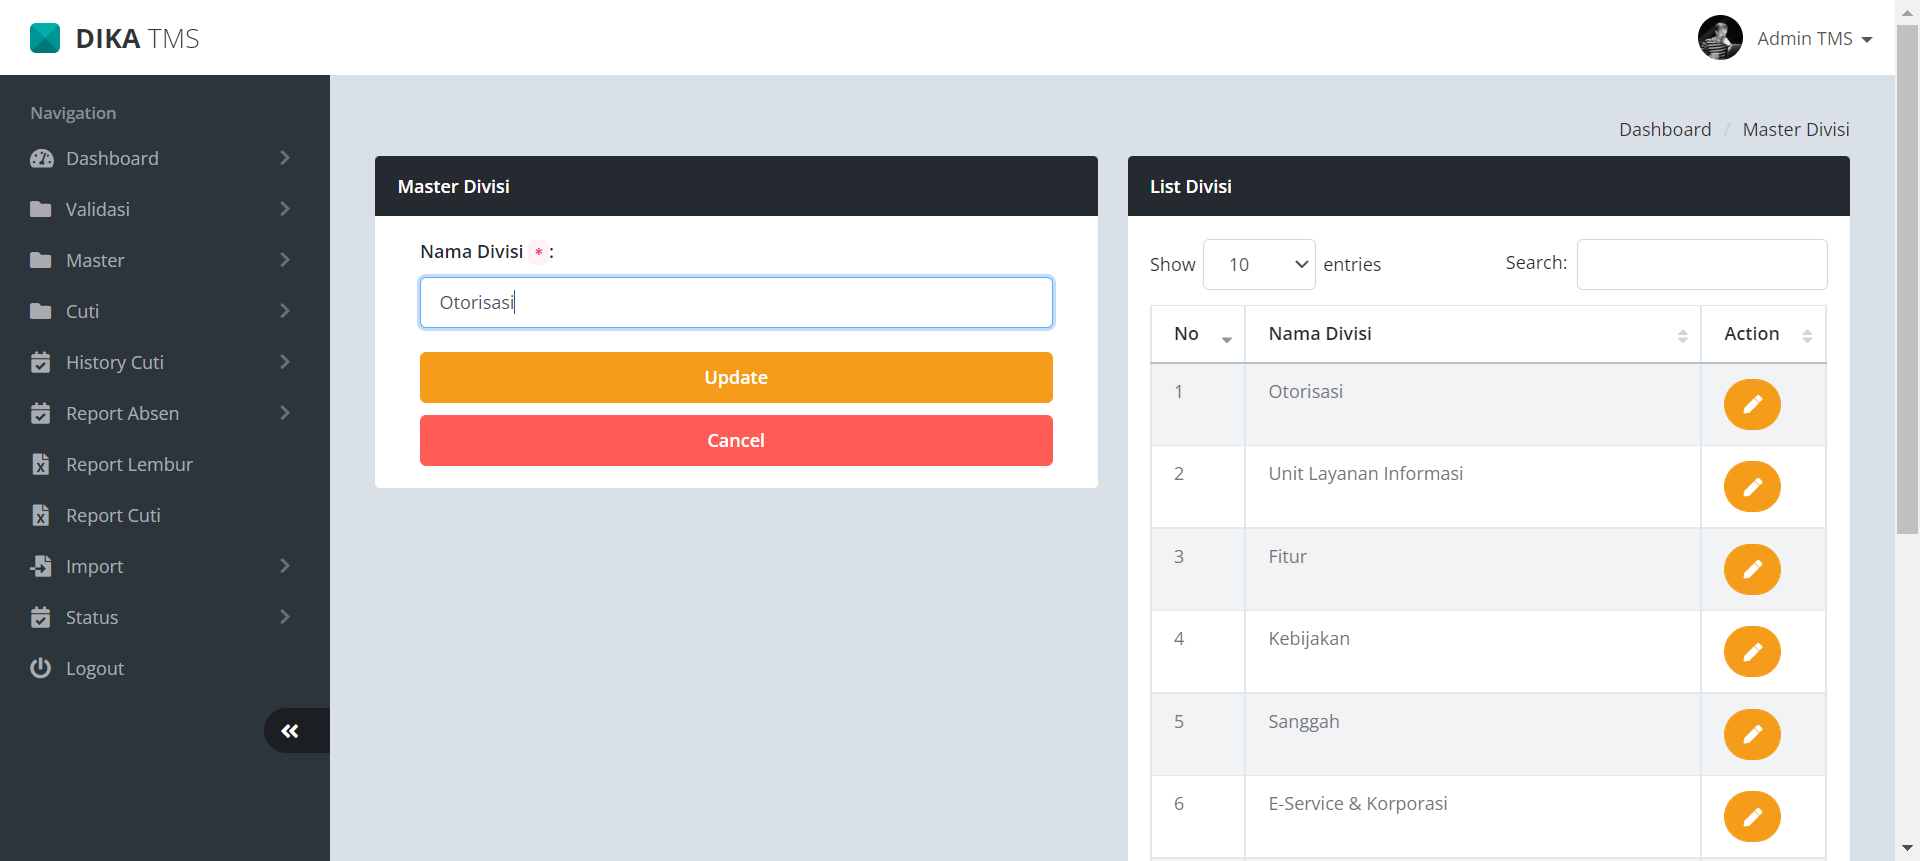 DIKA TMS
Admin TMS
Navigation
Dashboard
Validasi
Master
Cuti
History Cuti
Report Absen
Report Lembur
Report Cuti
Import
Status
Logout
Dashboard / Master Divisi
Master Divisi
Nama Divisi * :
Otorisasi
Update
Cancel
List Divisi
Show 10 entries
Search:
No Nama Divisi Action
1 Otorisasi
2 Unit Layanan Informasi
3 Fitur
4 Kebijakan
5 Sanggah
6 E-Service & Korporasi